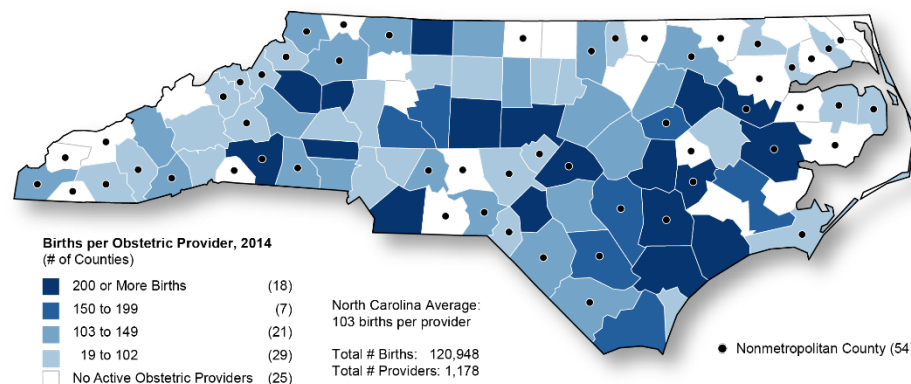 Births per Obstetric Provider, 2014
(# of Counties)
200 or More Births (18)
150 to 199 (7)
103 to 149 (21)
19 to 102 (29)
No Active Obstetric Providers (25)
North Carolina Average:
103 births per provider
Total # Births: 120,948
Total # Providers: 1,178
Nonmetropolitan County (54